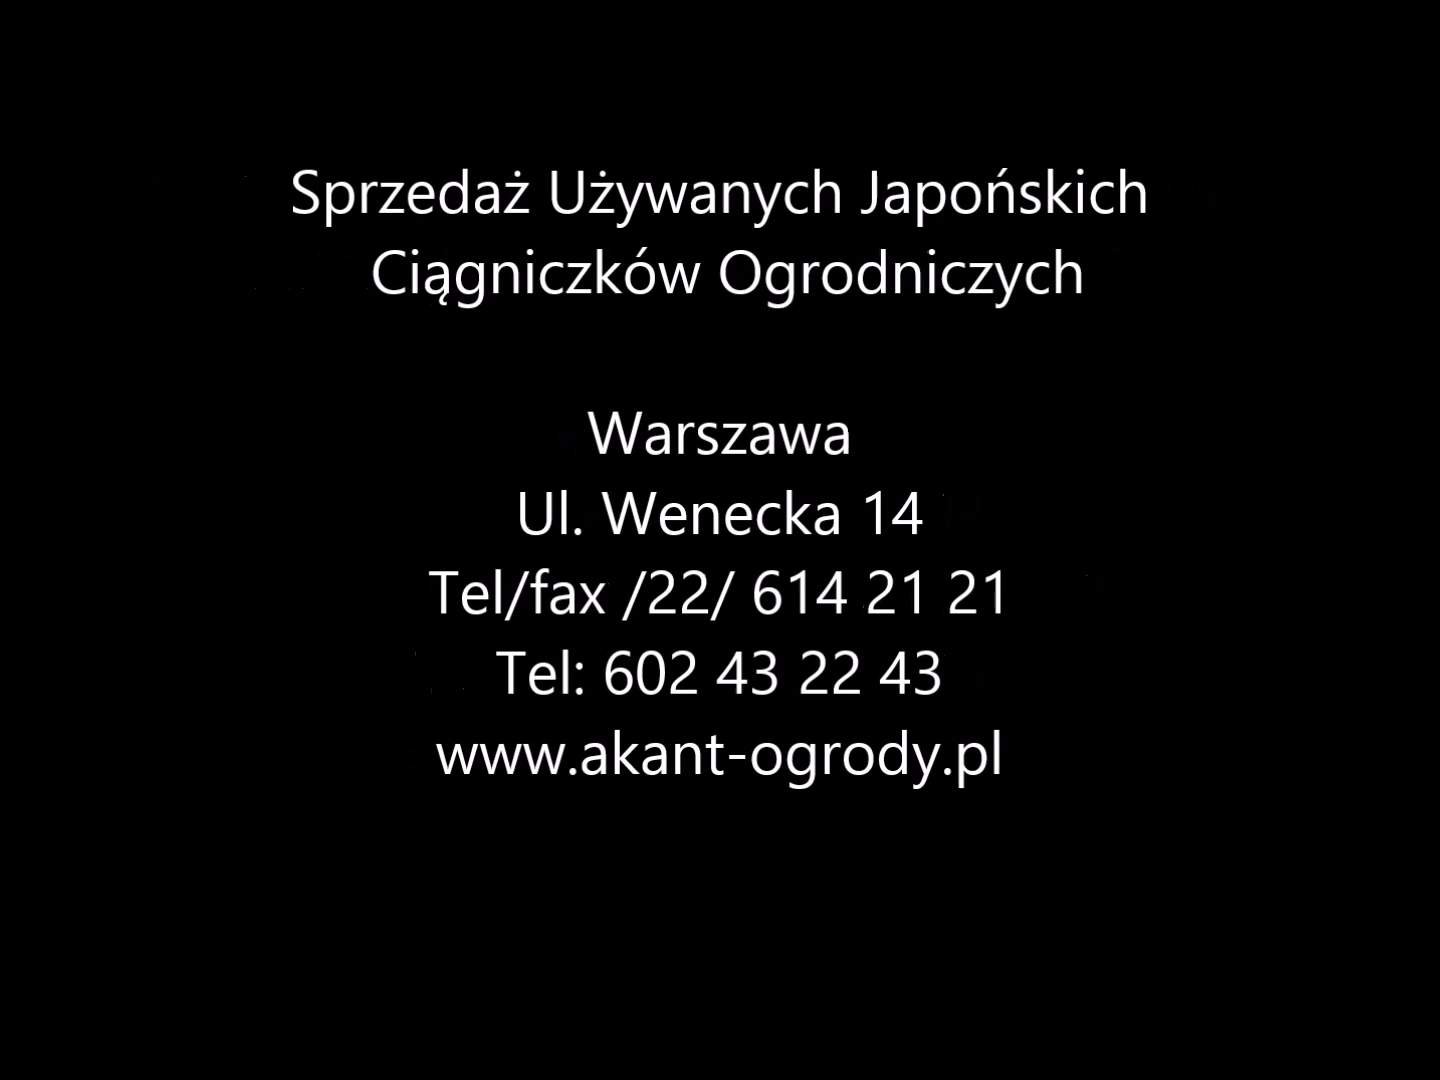 Sprzedaż Używanych Japońskich
Ciągniczków Ogrodniczych
Warszawa
Ul. Wenecka 14
Tel/fax /22/ 614 21 21
Tel: 602 43 22 43
www.akant-ogrody.pl